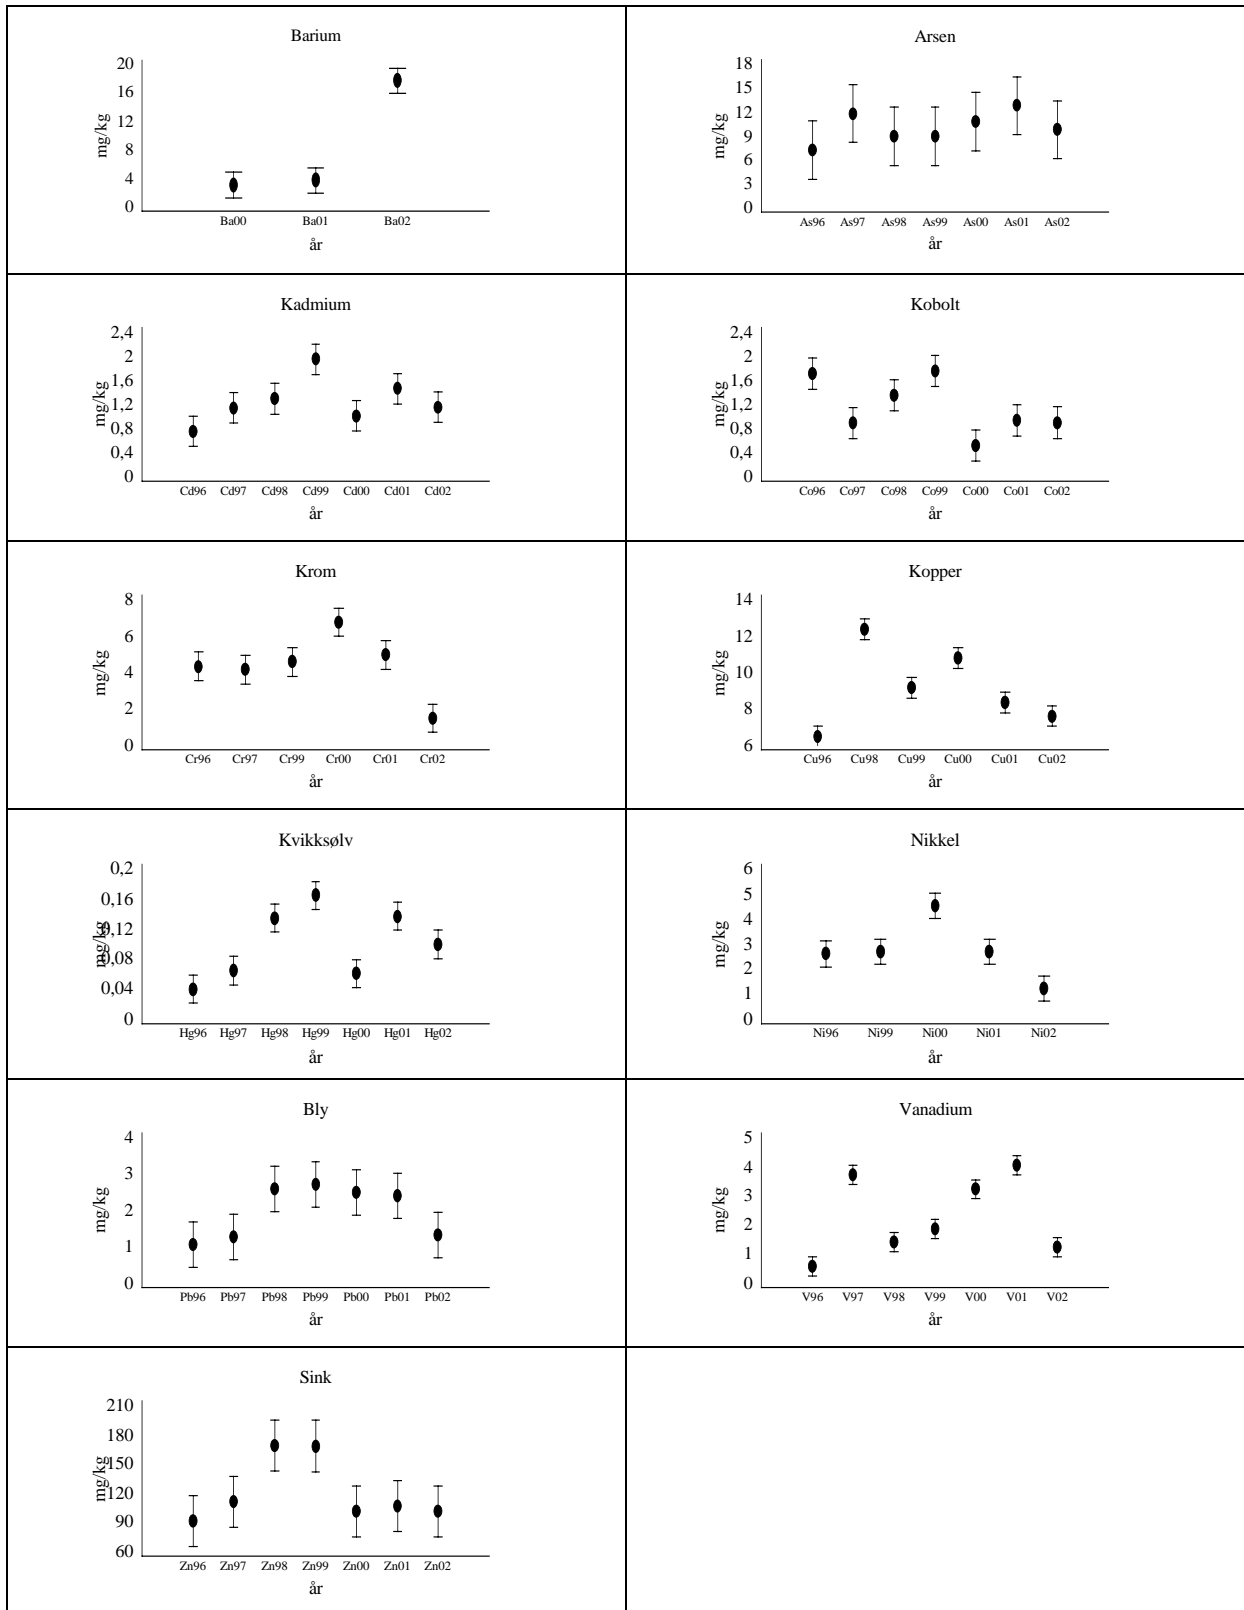 Barium
20
16
12
8
4
0
mg/kg
Ba00 Ba01 Ba02
år
Arsen
18
15
12
9
6
3
0
mg/kg
As96 As97 As98 As99 As00 As01 As02
år
Kadmium
2,4
2
1,6
1,2
0,8
0,4
0
mg/kg
Cd96 Cd97 Cd98 Cd99 Cd00 Cd01 Cd02
år
Kobolt
2,4
2
1,6
1,2
0,8
0,4
0
mg/kg
Co96 Co97 Co98 Co99 Co00 Co01 Co02
år
Krom
8
6
4
2
0
mg/kg
Cr96 Cr97 Cr99 Cr00 Cr01 Cr02
år
Kopper
14
12
10
8
6
mg/kg
Cu96 Cu98 Cu99 Cu00 Cu01 Cu02
år
Kvikksølv
0,2
0,16
0,12
0,08
0,04
0
mg/kg
Hg96 Hg97 Hg98 Hg99 Hg00 Hg01 Hg02
år
Nikkel
6
5
4
3
2
1
0
mg/kg
Ni96 Ni99 Ni00 Ni01 Ni02
år
Bly
4
3
2
1
0
mg/kg
Pb96 Pb97 Pb98 Pb99 Pb00 Pb01 Pb02
år
Vanadium
5
4
3
2
1
0
mg/kg
V96 V97 V98 V99 V00 V01 V02
år
Sink
210
180
150
120
90
60
mg/kg
Zn96 Zn97 Zn98 Zn99 Zn00 Zn01 Zn02
år